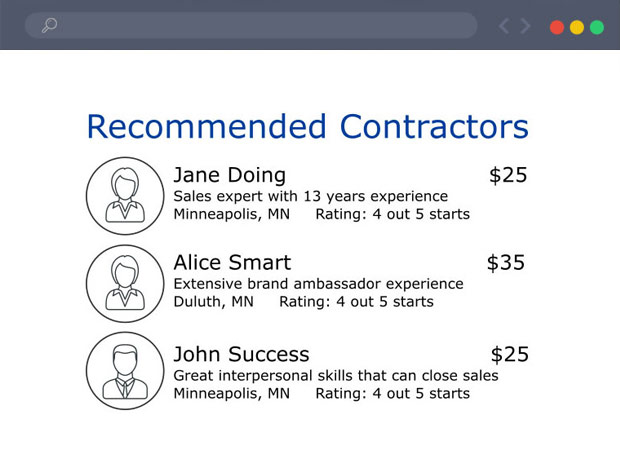 Recommended Contractors
Jane Doing $25
Sales expert with 13 years experience
Minneapolis, MN Rating: 4 out 5 starts
Alice Smart $35
Extensive brand ambassador experience
Duluth, MN Rating: 4 out 5 starts
John Success $25
Great interpersonal skills that can close sales
Minneapolis, MN Rating: 4 out 5 starts